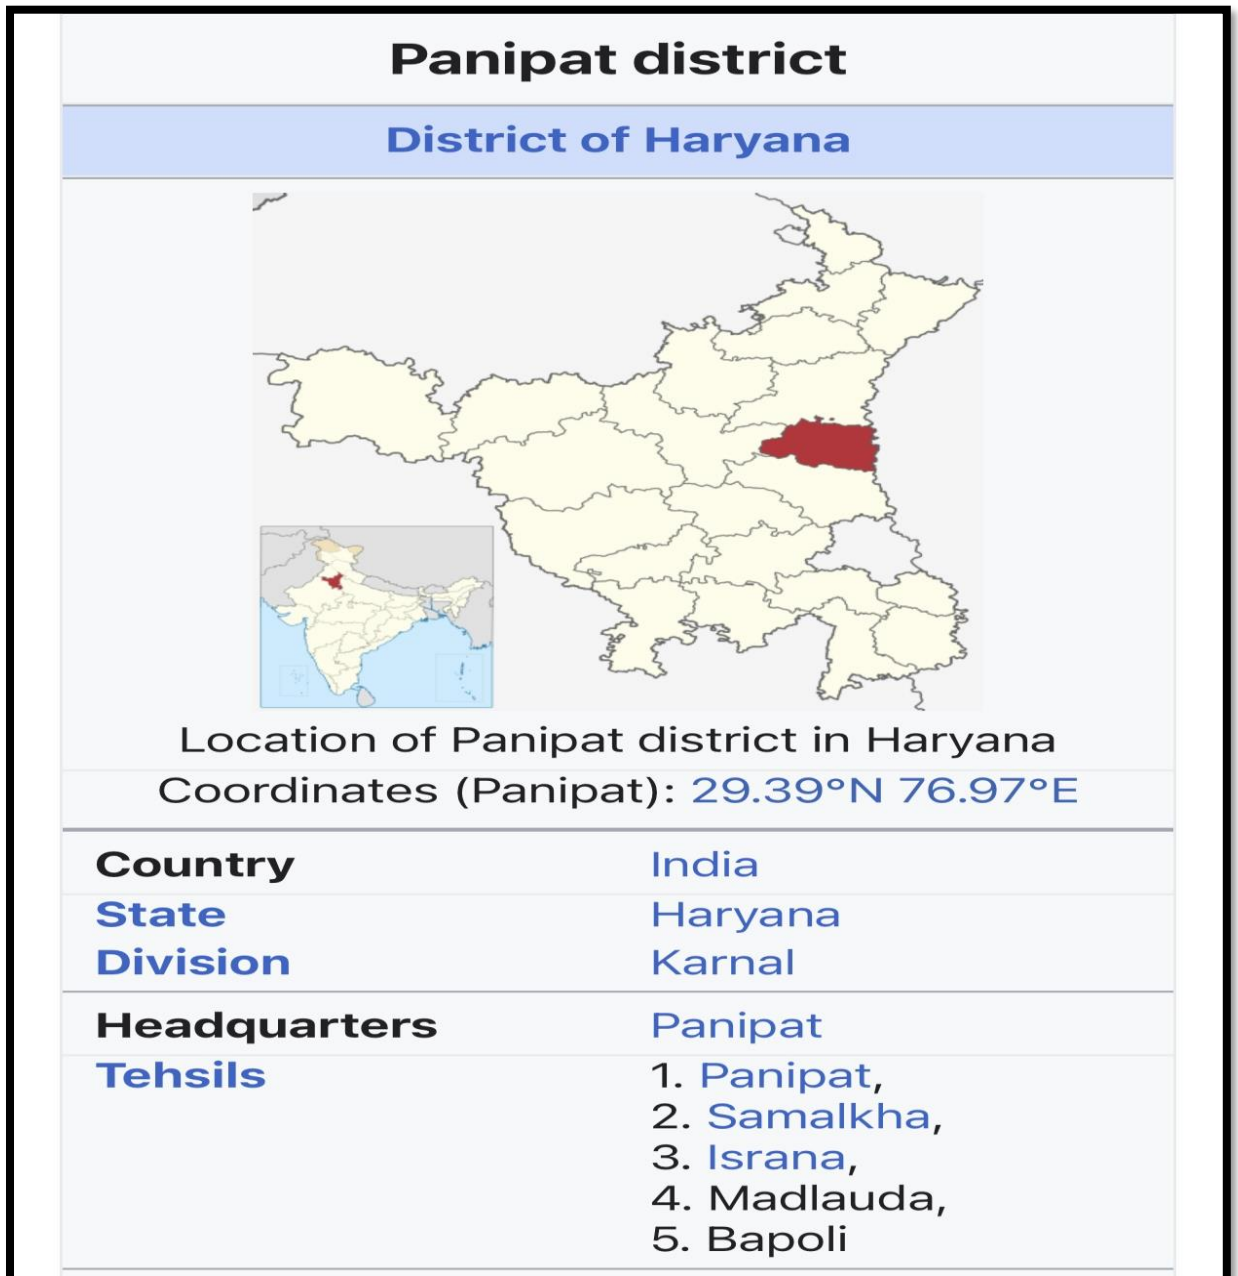 Panipat district
District of Haryana
Location of Panipat district in Haryana
Coordinates (Panipat): 29.39°N 76.97°E
Country India
State Haryana
Division Karnal
Headquarters Panipat
Tehsils 1. Panipat,
2. Samalkha,
3. Israna,
4. Madlauda,
5. Bapoli